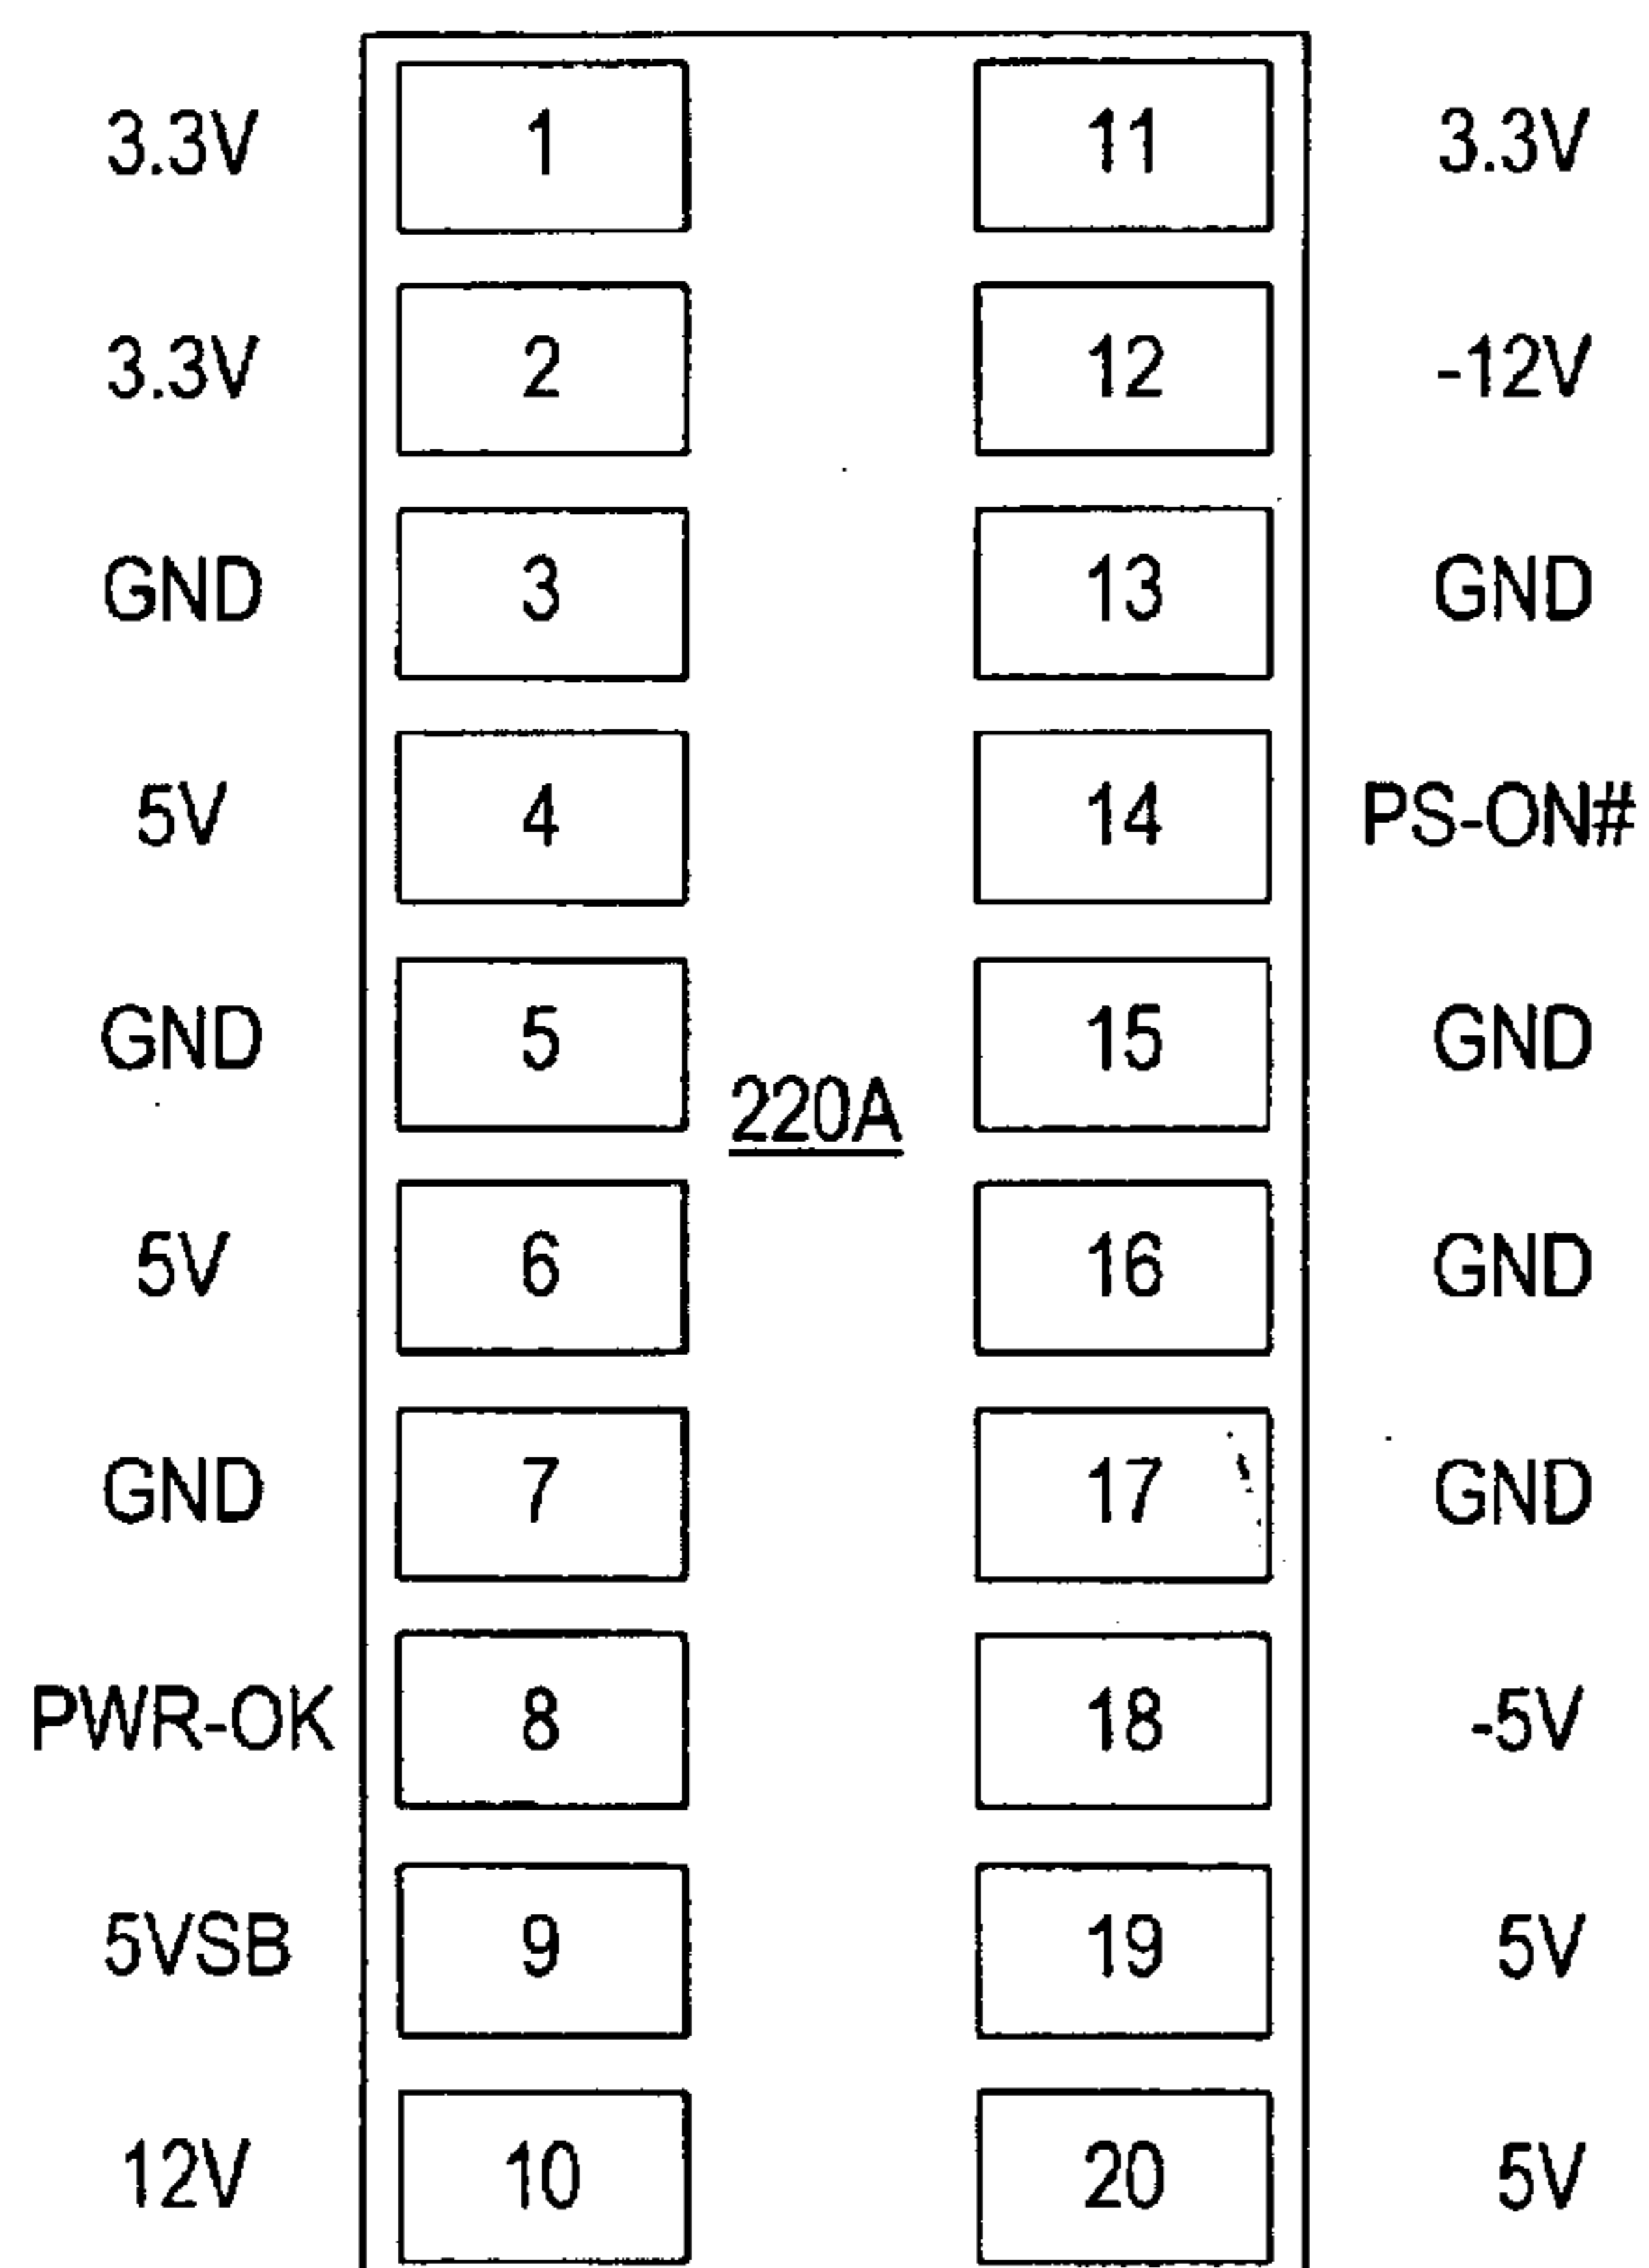 3.3V 1 11 3.3V
3.3V 2 12 -12V
GND 3 13 GND
5V 4 14 PS-ON#
GND 5 15 GND
220A
5V 6 16 GND
GND 7 17 GND
PWR-OK 8 18 -5V
5VSB 9 19 5V
12V 10 20 5V